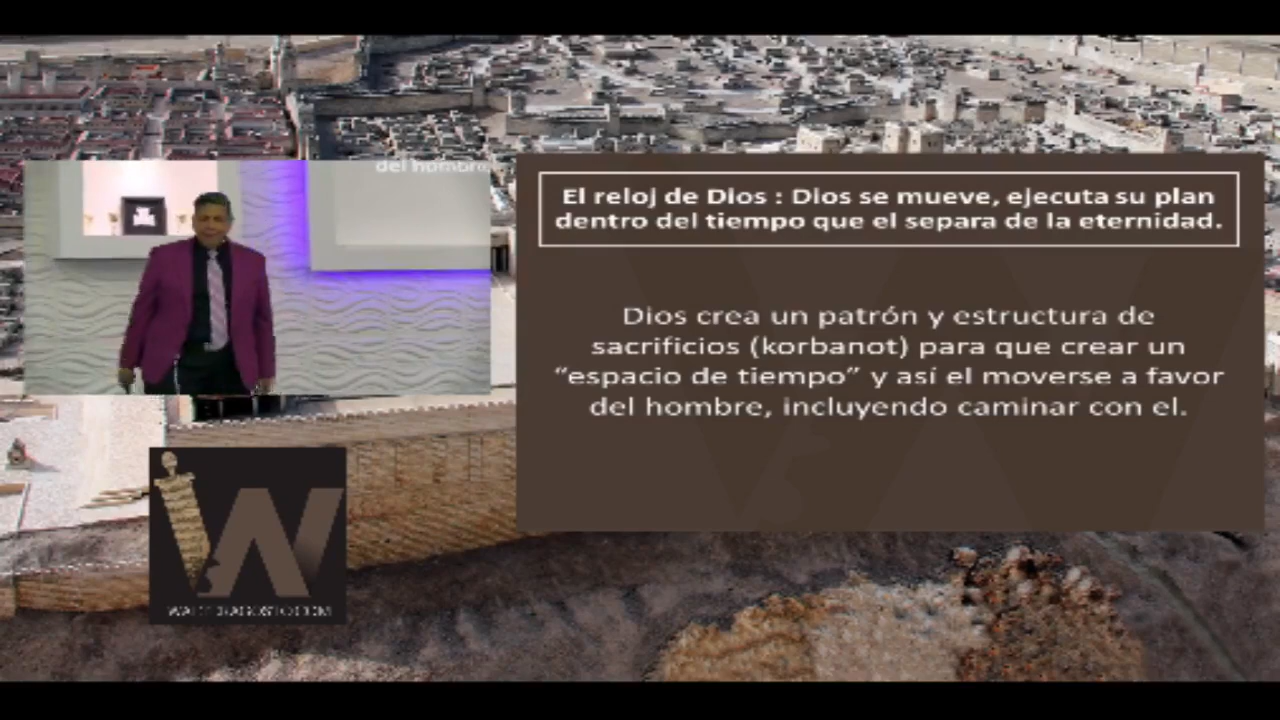 del hombre,
El reloj de Dios : Dios se mueve, ejecuta su plan
dentro del tiempo que el separa de la eternidad.
Dios crea un patrón y estructura de
sacrificios (korbanot) para que crear un
“espacio de tiempo” y así el moverse a favor
del hombre, incluyendo caminar con el.
W